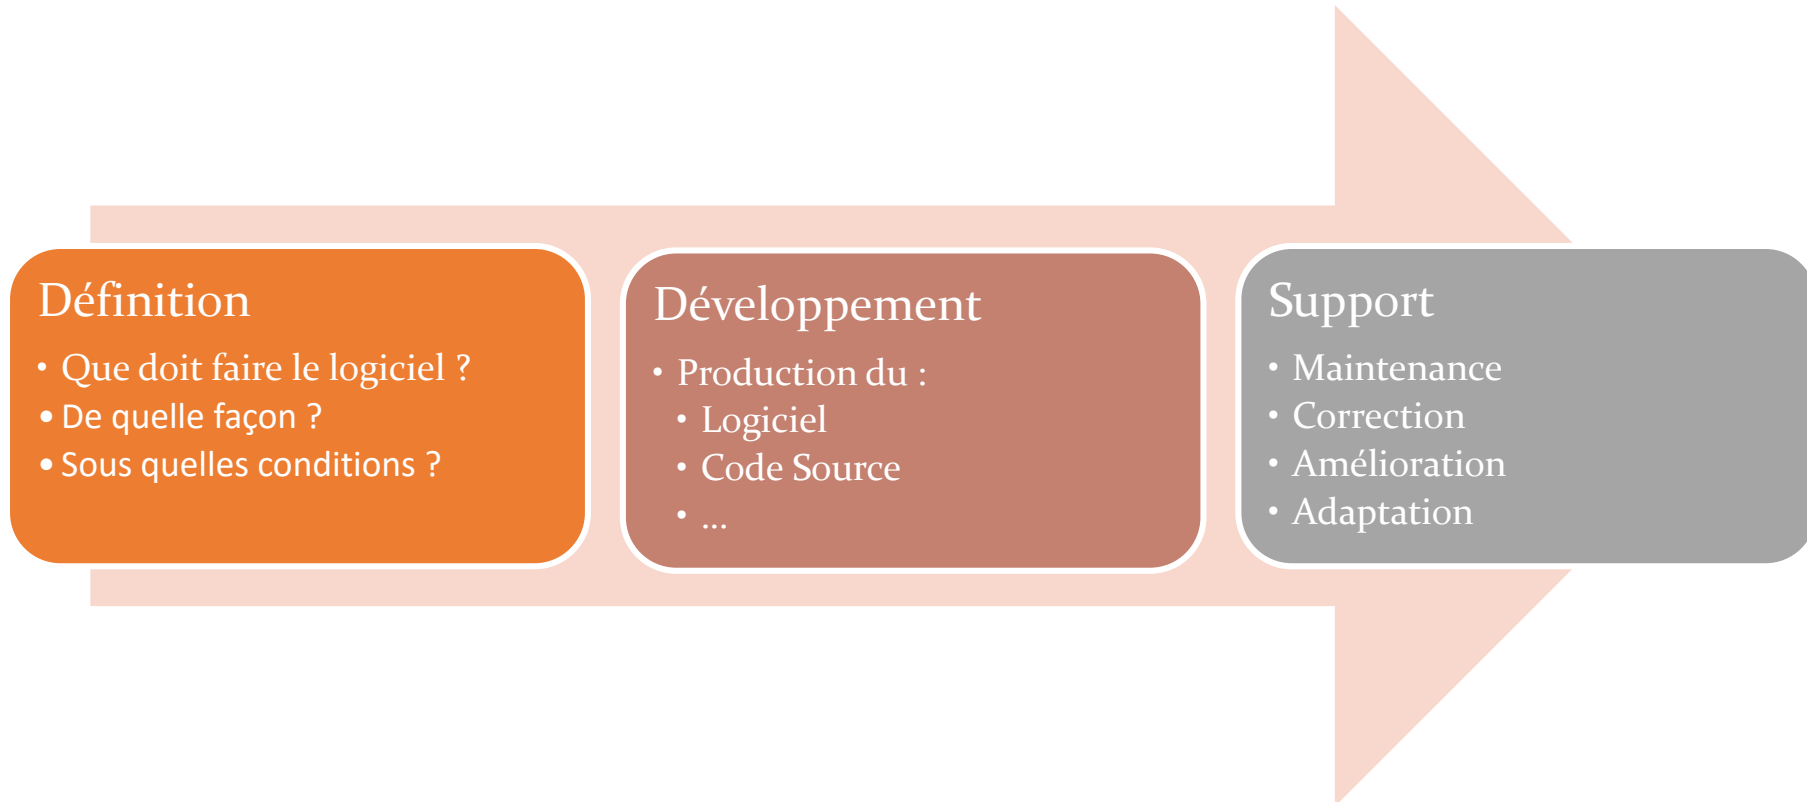 Définition
• Que doit faire le logiciel ?
• De quelle façon ?
• Sous quelles conditions ?
Développement
• Production du :
• Logiciel
• Code Source
• ...
Support
• Maintenance
• Correction
• Amélioration
• Adaptation